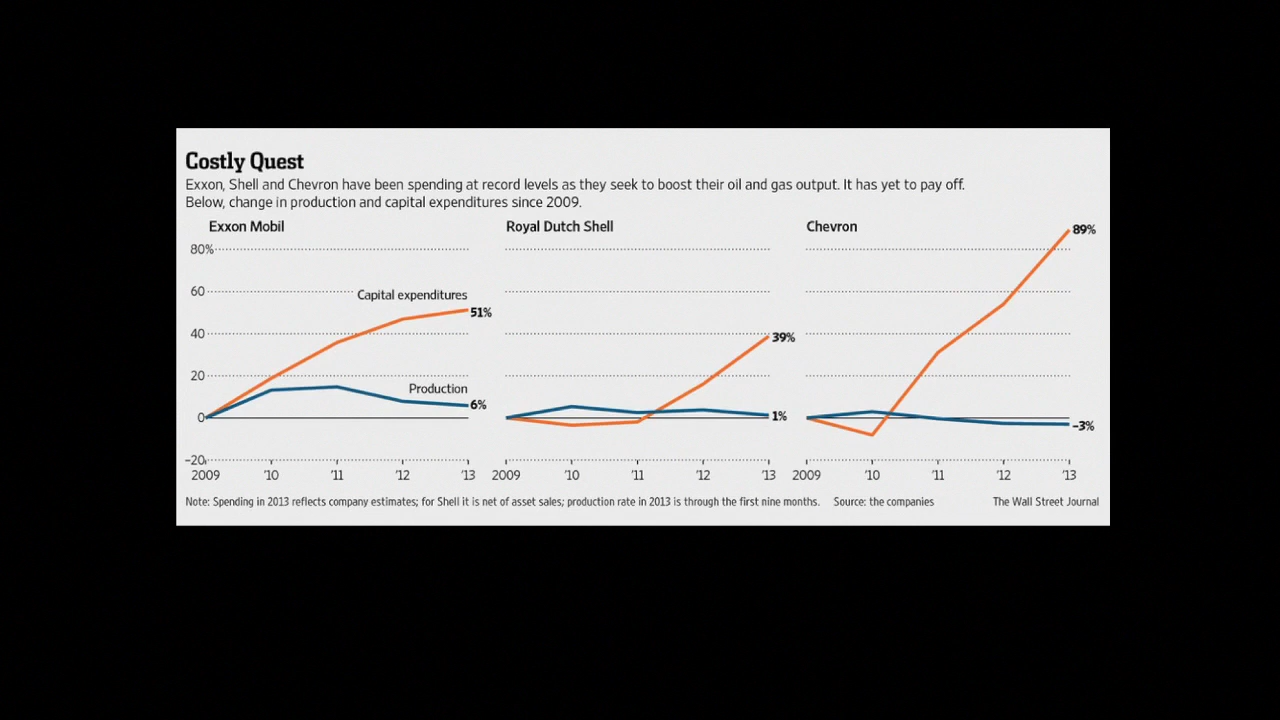 Costly Quest
Exxon, Shell and Chevron have been spending at record levels as they seek to boost their oil and gas output. It has yet to pay off.
Below, change in production and capital expenditures since 2009.
Exxon Mobil
80%
60
40
20
0
–20
Capital expenditures
51%
Production
6%
2009 ’10 ’11 ’12 ’13
Royal Dutch Shell
39%
1%
2009 ’10 ’11 ’12 ’13
Chevron
89%
–3%
2009 ’10 ’11 ’12 ’13
Note: Spending in 2013 reflects company estimates; for Shell it is net of asset sales; production rate in 2013 is through the first nine months. Source: the companies The Wall Street Journal